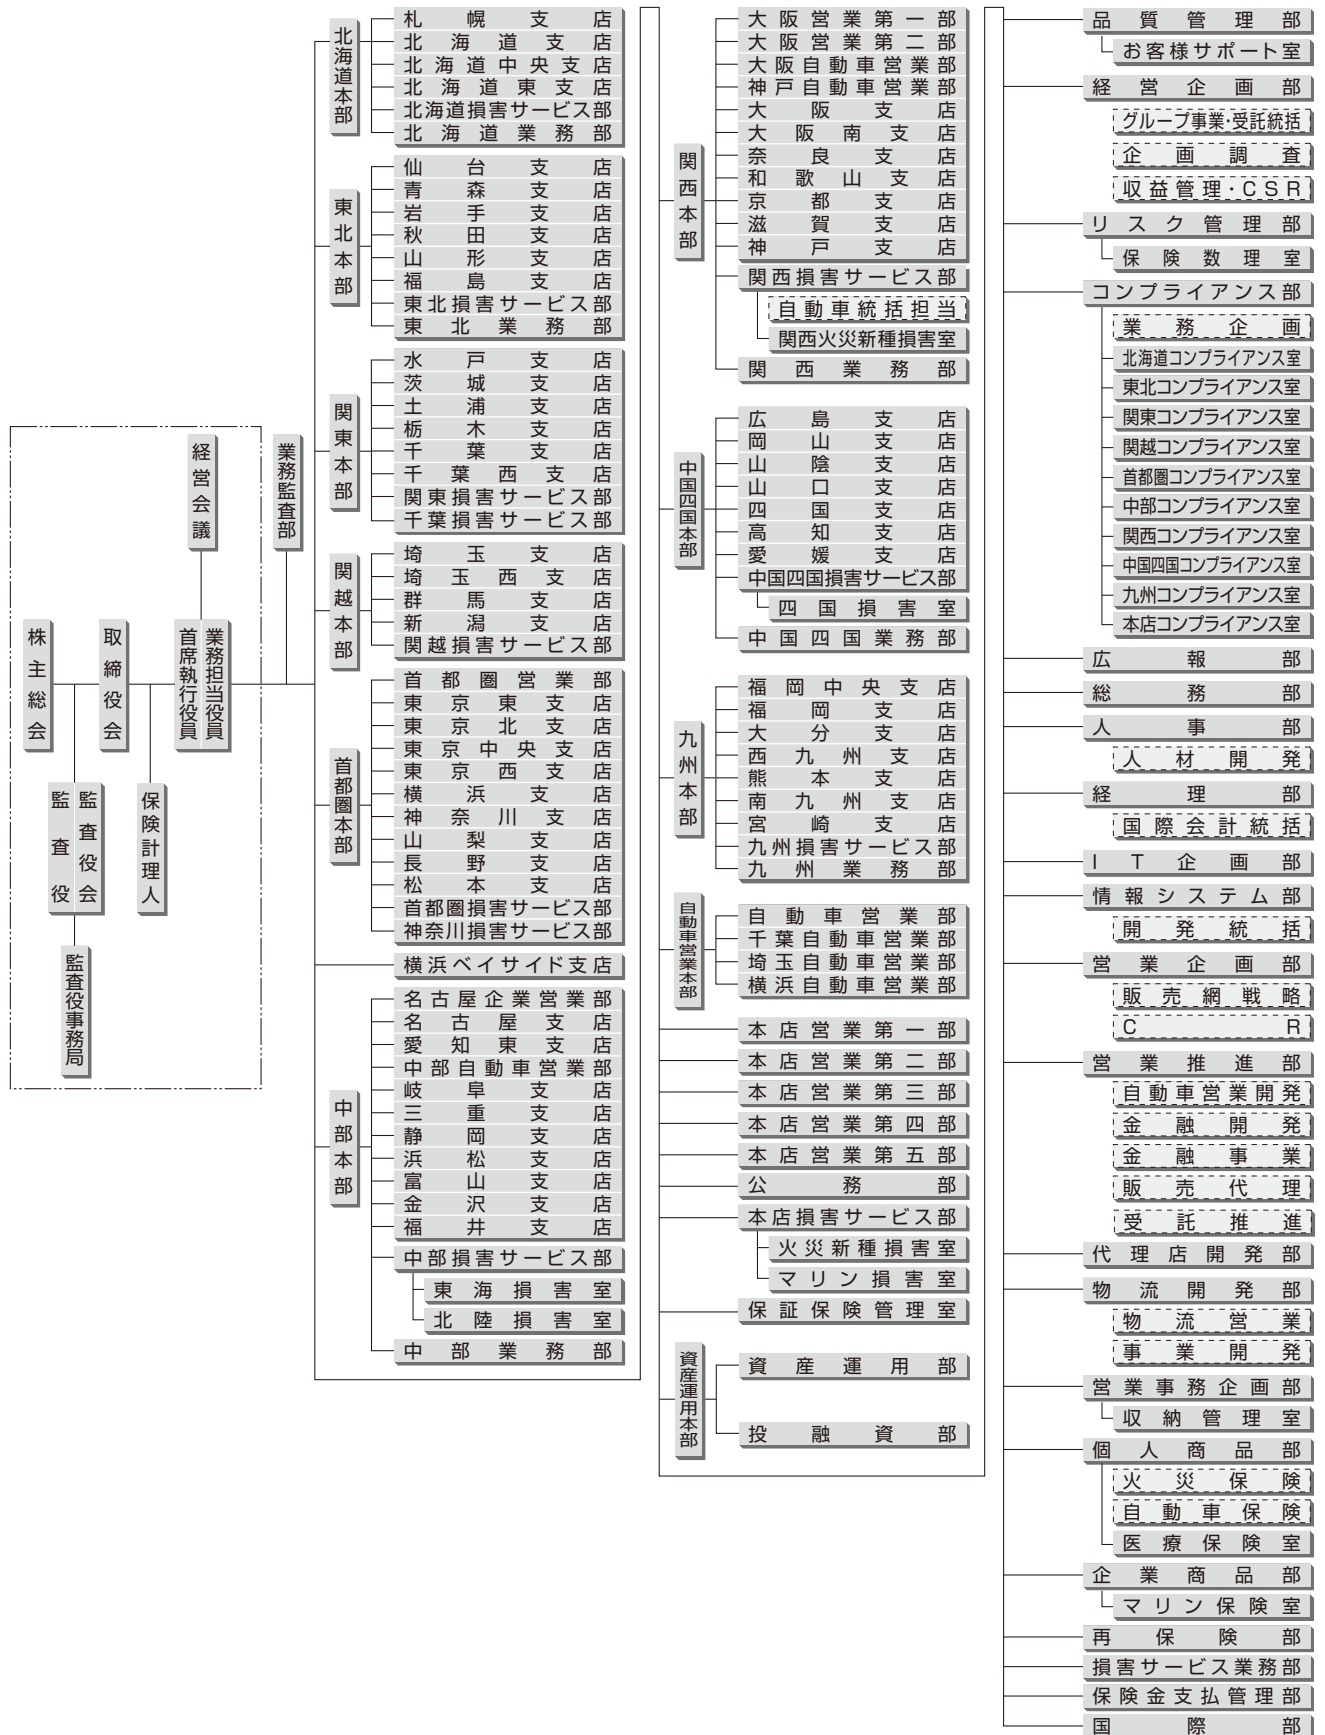 株主総会
取締役会
経営会議
首席執行役員
業務担当役員
業務監査部
監査役
監査役会
保険計理人
監査役事務局
北海道本部
札幌支店
北海道支店
北海道中央支店
北海道東支店
北海道損害サービス部
北海道業務部
東北本部
仙台支店
青森支店
岩手支店
秋田支店
山形支店
福島支店
東北損害サービス部
東北業務部
関東本部
水戸支店
茨城支店
土浦支店
栃木支店
千葉支店
千葉西支店
関東損害サービス部
千葉損害サービス部
関越本部
埼玉支店
埼玉西支店
群馬支店
新潟支店
関越損害サービス部
首都圏本部
首都圏営業部
東京東支店
東京北支店
東京中央支店
東京西支店
横浜支店
神奈川支店
山梨支店
長野支店
松本支店
首都圏損害サービス部
神奈川損害サービス部
横浜ベイサイド支店
中部本部
名古屋企業営業部
名古屋支店
愛知東支店
中部自動車営業部
岐阜支店
三重支店
静岡支店
浜松支店
富山支店
金沢支店
福井支店
中部損害サービス部
東海損害室
北陸損害室
中部業務部
関西本部
大阪営業第一部
大阪営業第二部
大阪自動車営業部
神戸自動車営業部
大阪支店
大阪南支店
奈良支店
和歌山支店
京都支店
滋賀支店
神戸支店
関西損害サービス部
自動車統括担当
関西火災新種損害室
関西業務部
中国四国本部
広島支店
岡山支店
山陰支店
山口支店
四国支店
高知支店
愛媛支店
中国四国損害サービス部
四国損害室
中国四国業務部
九州本部
福岡中央支店
福岡支店
大分支店
西九州支店
熊本支店
南九州支店
宮崎支店
九州損害サービス部
九州業務部
自動車営業本部
自動車営業部
千葉自動車営業部
埼玉自動車営業部
横浜自動車営業部
本店営業第一部
本店営業第二部
本店営業第三部
本店営業第四部
本店営業第五部
公務部
本店損害サービス部
火災新種損害室
マリン損害室
保証保険管理室
資産運用本部
資産運用部
投融資部
品質管理部
お客様サポート室
経営企画部
グループ事業・受託統括
企画調査
収益管理・CSR
リスク管理部
保険数理室
コンプライアンス部
業務企画
北海道コンプライアンス室
東北コンプライアンス室
関東コンプライアンス室
関越コンプライアンス室
首都圏コンプライアンス室
中部コンプライアンス室
関西コンプライアンス室
中国四国コンプライアンス室
九州コンプライアンス室
本店コンプライアンス室
広報部
総務部
人事部
人材開発
経理部
国際会計統括
IT企画部
情報システム部
開発統括
営業企画部
販売網戦略
CR
営業推進部
自動車営業開発
金融開発
金融事業
販売代理
受託推進
代理店開発部
物流開発部
物流営業
事業開発
営業事務企画部
収納管理室
個人商品部
火災保険
自動車保険
医療保険室
企業商品部
マリン保険室
再保険部
損害サービス業務部
保険金支払管理部
国際部